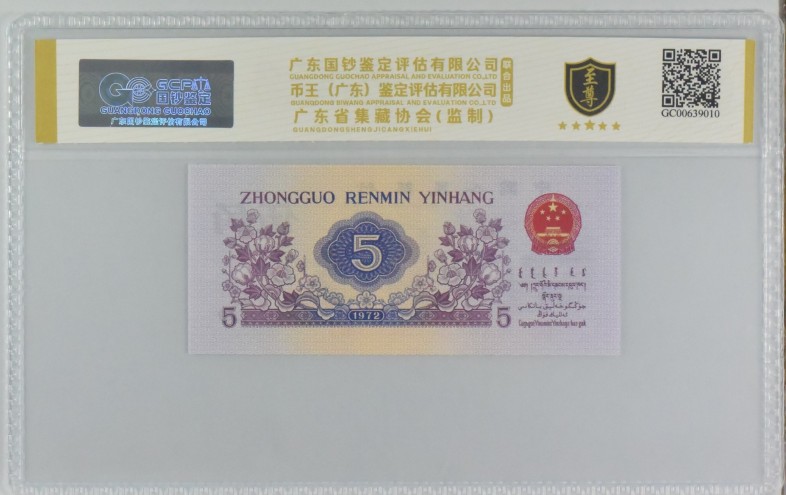 GCP
国钞鉴定
GUANGDONG GUOCHAO
广东国钞鉴定评估有限公司
广东国钞鉴定评估有限公司
GUANGDONG GUOCHAO APPRAISAL AND EVALUATION CO.,LTD
币王（广东）鉴定评估有限公司
GUANGDONG BIWANG APPRAISAL AND EVALUATION CO.,LTD
联合出品
广东省集藏协会(监制)
GUANGDONGSHENGJICANGXIEHUI
至尊
GC00639010
ZHONGGUO RENMIN YINHANG
5
5
1972
5